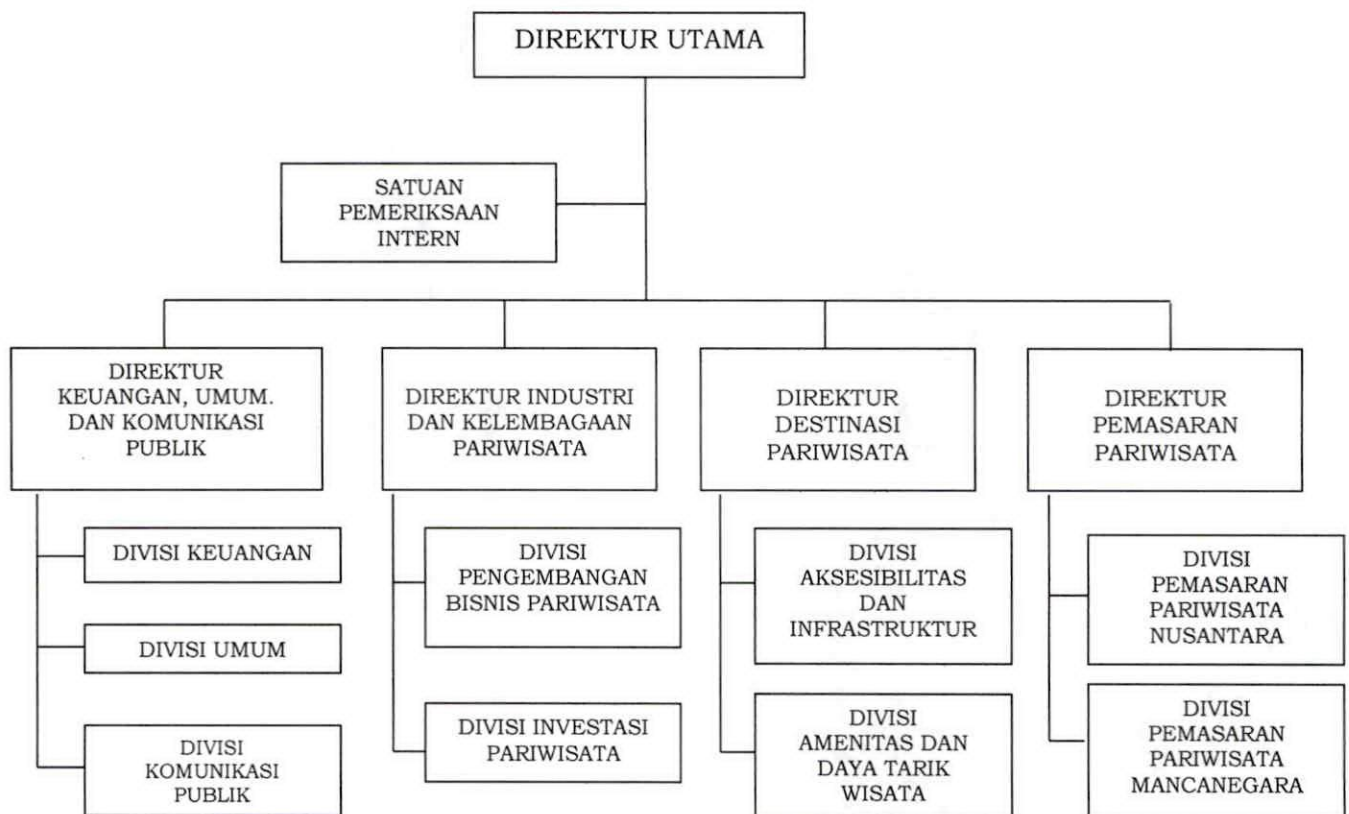 DIREKTUR UTAMA
SATUAN
PEMERIKSAAN
INTERN
DIREKTUR
KEUANGAN, UMUM.
DAN KOMUNIKASI
PUBLIK
DIREKTUR INDUSTRI
DAN KELEMBAGAAN
PARIWISATA
DIREKTUR
DESTINASI
PARIWISATA
DIREKTUR
PEMASARAN
PARIWISATA
DIVISI KEUANGAN
DIVISI UMUM
DIVISI
KOMUNIKASI
PUBLIK
DIVISI
PENGEMBANGAN
BISNIS PARIWISATA
DIVISI INVESTASI
PARIWISATA
DIVISI
AKSESIBILITAS
DAN
INFRASTRUKTUR
DIVISI
AMENITAS DAN
DAYA TARIK
WISATA
DIVISI
PEMASARAN
PARIWISATA
NUSANTARA
DIVISI
PEMASARAN
PARIWISATA
MANCANEGARA